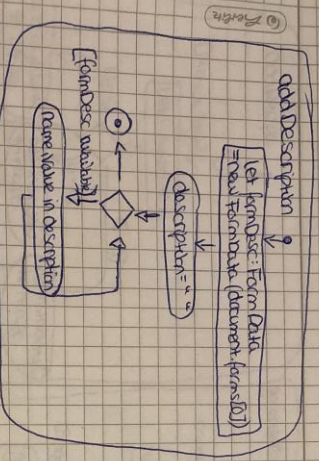 addDescription
let formDesc: FormData
= new FormData (document.forms[0])
description = " "
[formDesc available]
name.value in description